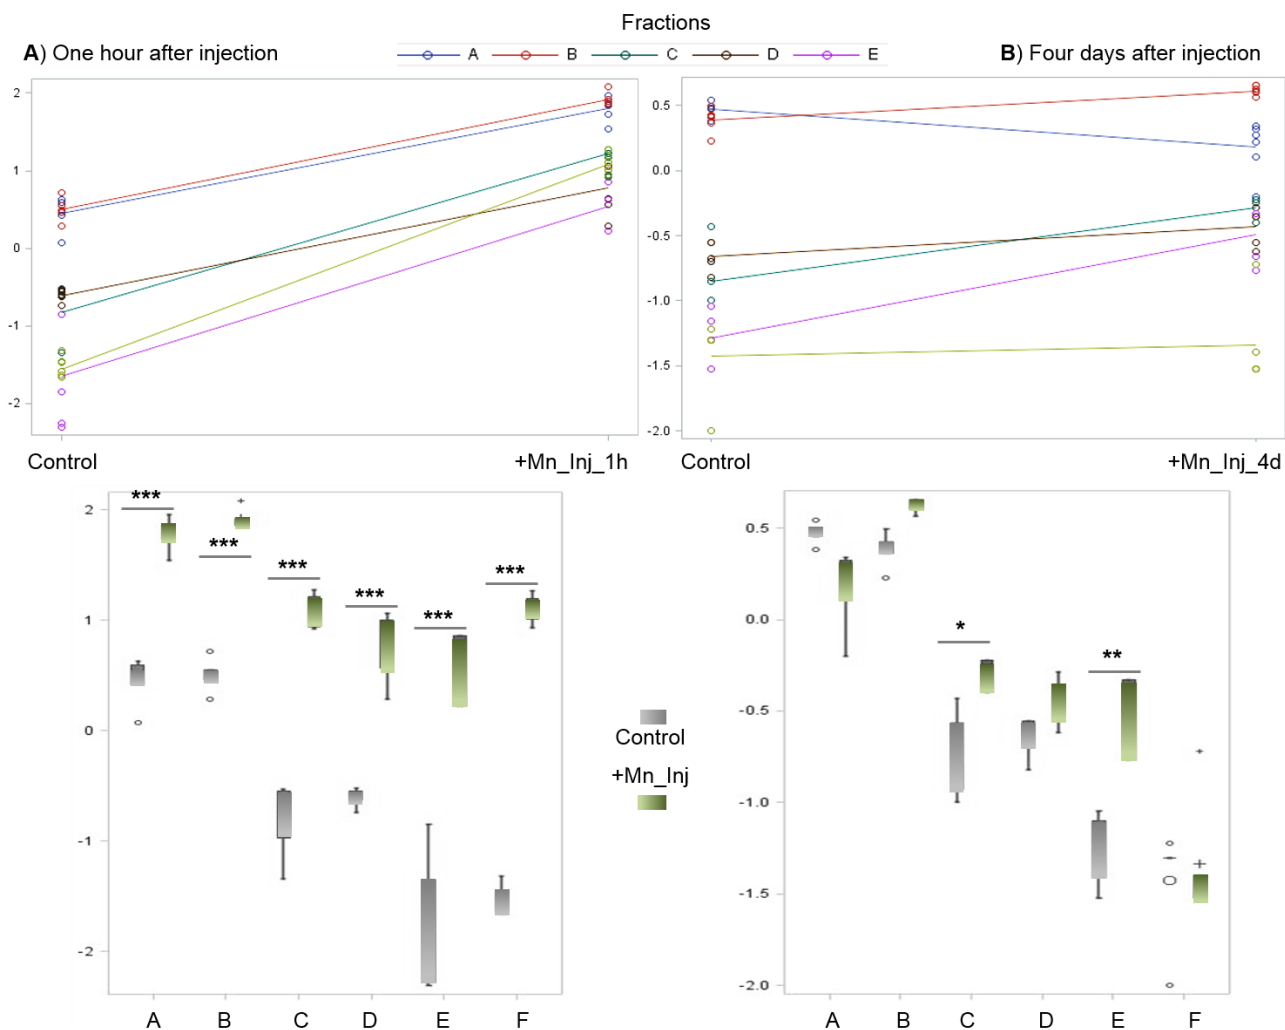 Fractions
A) One hour after injection
A B C D E
B) Four days after injection
2
1
0
-1
-2
Control
+Mn_Inj_1h
0.5
0.0
-0.5
-1.0
-1.5
-2.0
Control
+Mn_Inj_4d
2
1
0
-1
-2
***
***
***
***
***
***
A B C D E F
Control
+Mn_Inj
0.5
0.0
-0.5
-1.0
-1.5
-2.0
*
**
A B C D E F